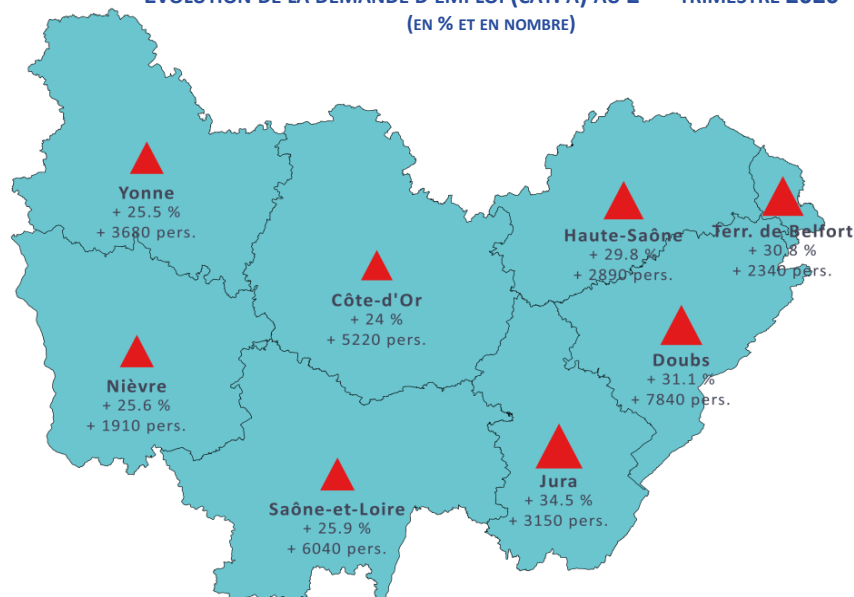 (EN % ET EN NOMBRE)
Yonne
+ 25.5 %
+ 3680 pers.
Haute-Saône
+ 29.8 %
+ 2890 pers.
Terr. de Belfort
+ 30.8 %
+ 2340 pers.
Côte-d'Or
+ 24 %
+ 5220 pers.
Doubs
+ 31.1 %
+ 7840 pers.
Nièvre
+ 25.6 %
+ 1910 pers.
Jura
+ 34.5 %
+ 3150 pers.
Saône-et-Loire
+ 25.9 %
+ 6040 pers.